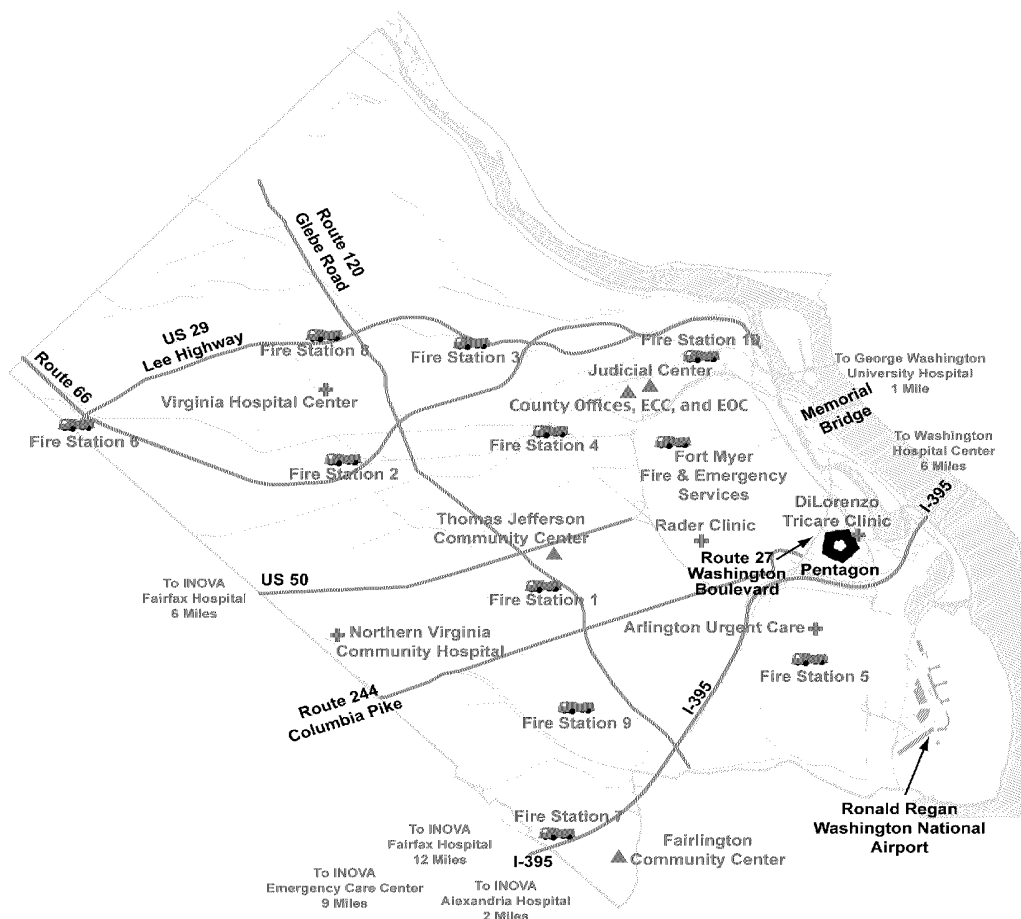 Route 120
Glebe Road
US 29
Lee Highway
Fire Station 8
Fire Station 3
Fire Station 10
Route 66
Judicial Center
To George Washington
University Hospital
1 Mile
Virginia Hospital Center
County Offices, ECC, and EOC
Memorial
Bridge
Fire Station 6
Fire Station 4
To Washington
Hospital Center
6 Miles
Fire Station 2
Fort Myer
Fire & Emergency
Services
I-395
DiLorenzo
Tricare Clinic
Thomas Jefferson
Community Center
Rader Clinic
Route 27
Washington
Boulevard
Pentagon
To INOVA
Fairfax Hospital
6 Miles
US 50
Fire Station 1
Northern Virginia
Community Hospital
Arlington Urgent Care
Fire Station 5
Route 244
Columbia Pike
I-395
Fire Station 9
Ronald Regan
Washington National
Airport
Fire Station 7
To INOVA
Fairfax Hospital
12 Miles
I-395
Fairlington
Community Center
To INOVA
Emergency Care Center
9 Miles
To INOVA
Alexandria Hospital
2 Miles